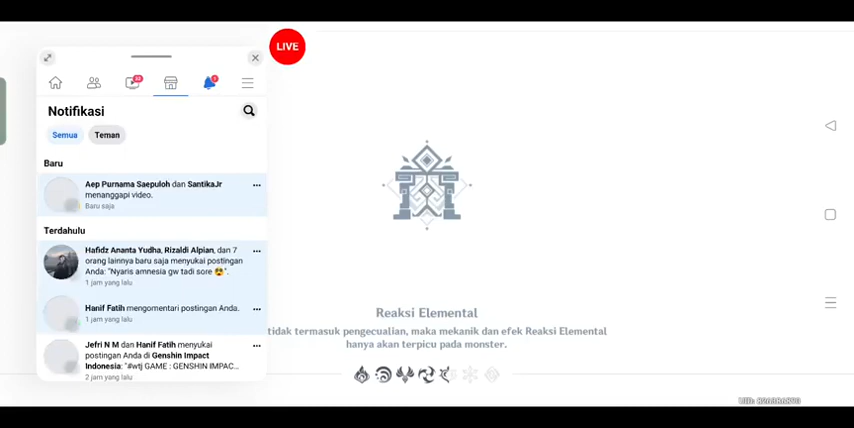 LIVE
Notifikasi
Semua Teman
Baru
Aep Purnama Saepuloh dan SantikaJr
menanggapi video.
Baru saja
Terdahulu
Hafidz Ananta Yudha, Rizaldi Alpian, dan 7
orang lainnya baru saja menyukai postingan
Anda: "Nyaris amnesia gw tadi sore 😨".
1 jam yang lalu
Hanif Fatih mengomentari postingan Anda.
1 jam yang lalu
Jefri N M dan Hanif Fatih menyukai
postingan Anda di Genshin Impact
Indonesia: "#wtj GAME : GENSHIN IMPAC...
2 jam yang lalu
Reaksi Elemental
tidak termasuk pengecualian, maka mekanik dan efek Reaksi Elemental
hanya akan terpicu pada monster.